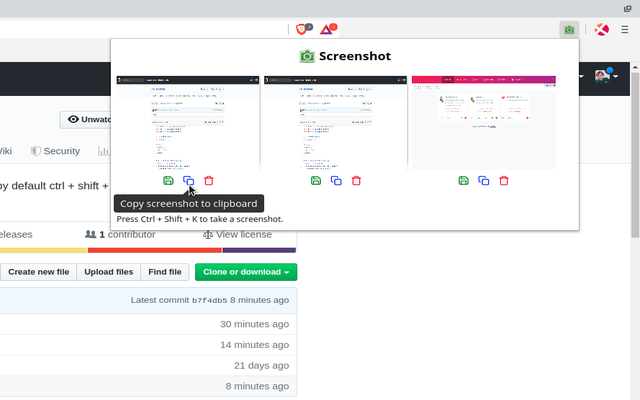 Screenshot
Unwatc
Viki
Security
by default ctrl + shift +
Copy screenshot to clipboard
Press Ctrl + Shift + K to take a screenshot.
eleases
1 contributor
View license
Create new file
Upload files
Find file
Clone or download
Latest commit b7f4db5 8 minutes ago
30 minutes ago
14 minutes ago
21 days ago
8 minutes ago